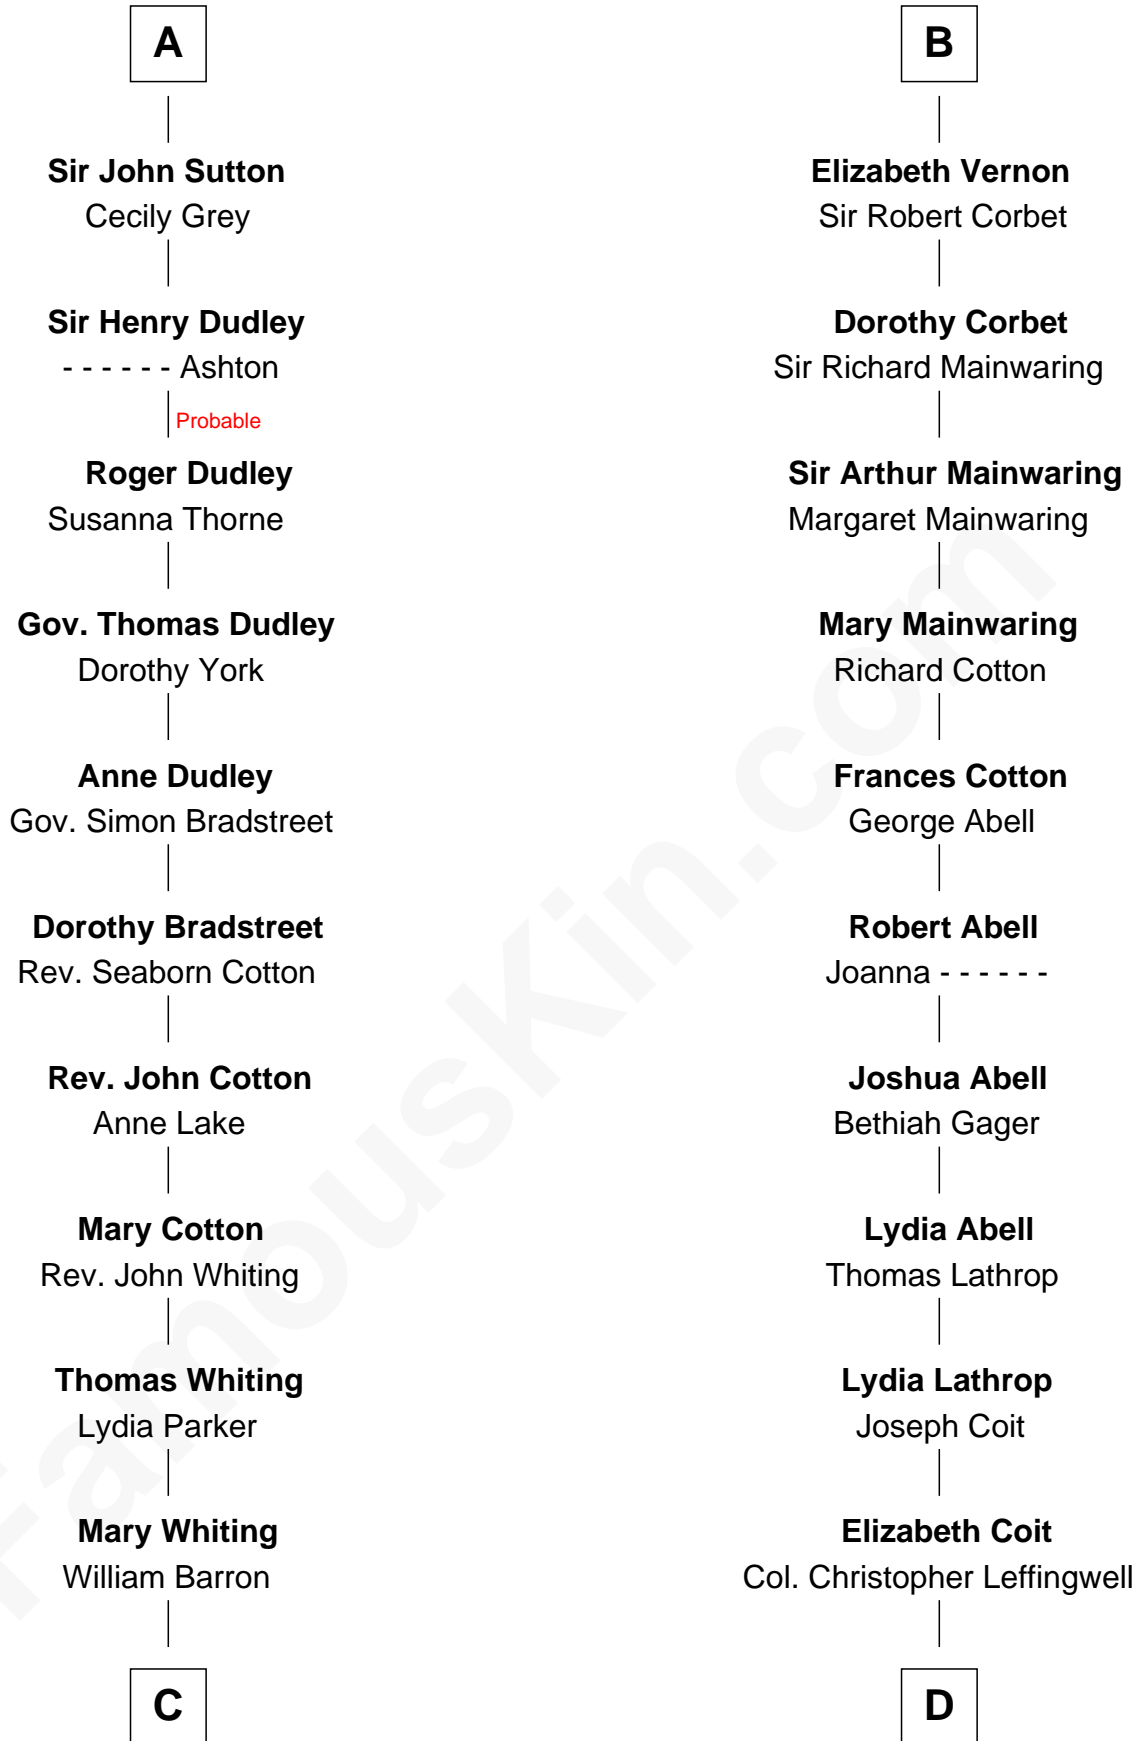 A
Sir John Sutton
Cecily Grey
Sir Henry Dudley
- - - - - - Ashton
Probable
Roger Dudley
Susanna Thorne
Gov. Thomas Dudley
Dorothy York
Anne Dudley
Gov. Simon Bradstreet
Dorothy Bradstreet
Rev. Seaborn Cotton
Rev. John Cotton
Anne Lake
Mary Cotton
Rev. John Whiting
Thomas Whiting
Lydia Parker
Mary Whiting
William Barron
C
B
Elizabeth Vernon
Sir Robert Corbet
Dorothy Corbet
Sir Richard Mainwaring
Sir Arthur Mainwaring
Margaret Mainwaring
Mary Mainwaring
Richard Cotton
Frances Cotton
George Abell
Robert Abell
Joanna - - - - - -
Joshua Abell
Bethiah Gager
Lydia Abell
Thomas Lathrop
Lydia Lathrop
Joseph Coit
Elizabeth Coit
Col. Christopher Leffingwell
D
FamousKin.com